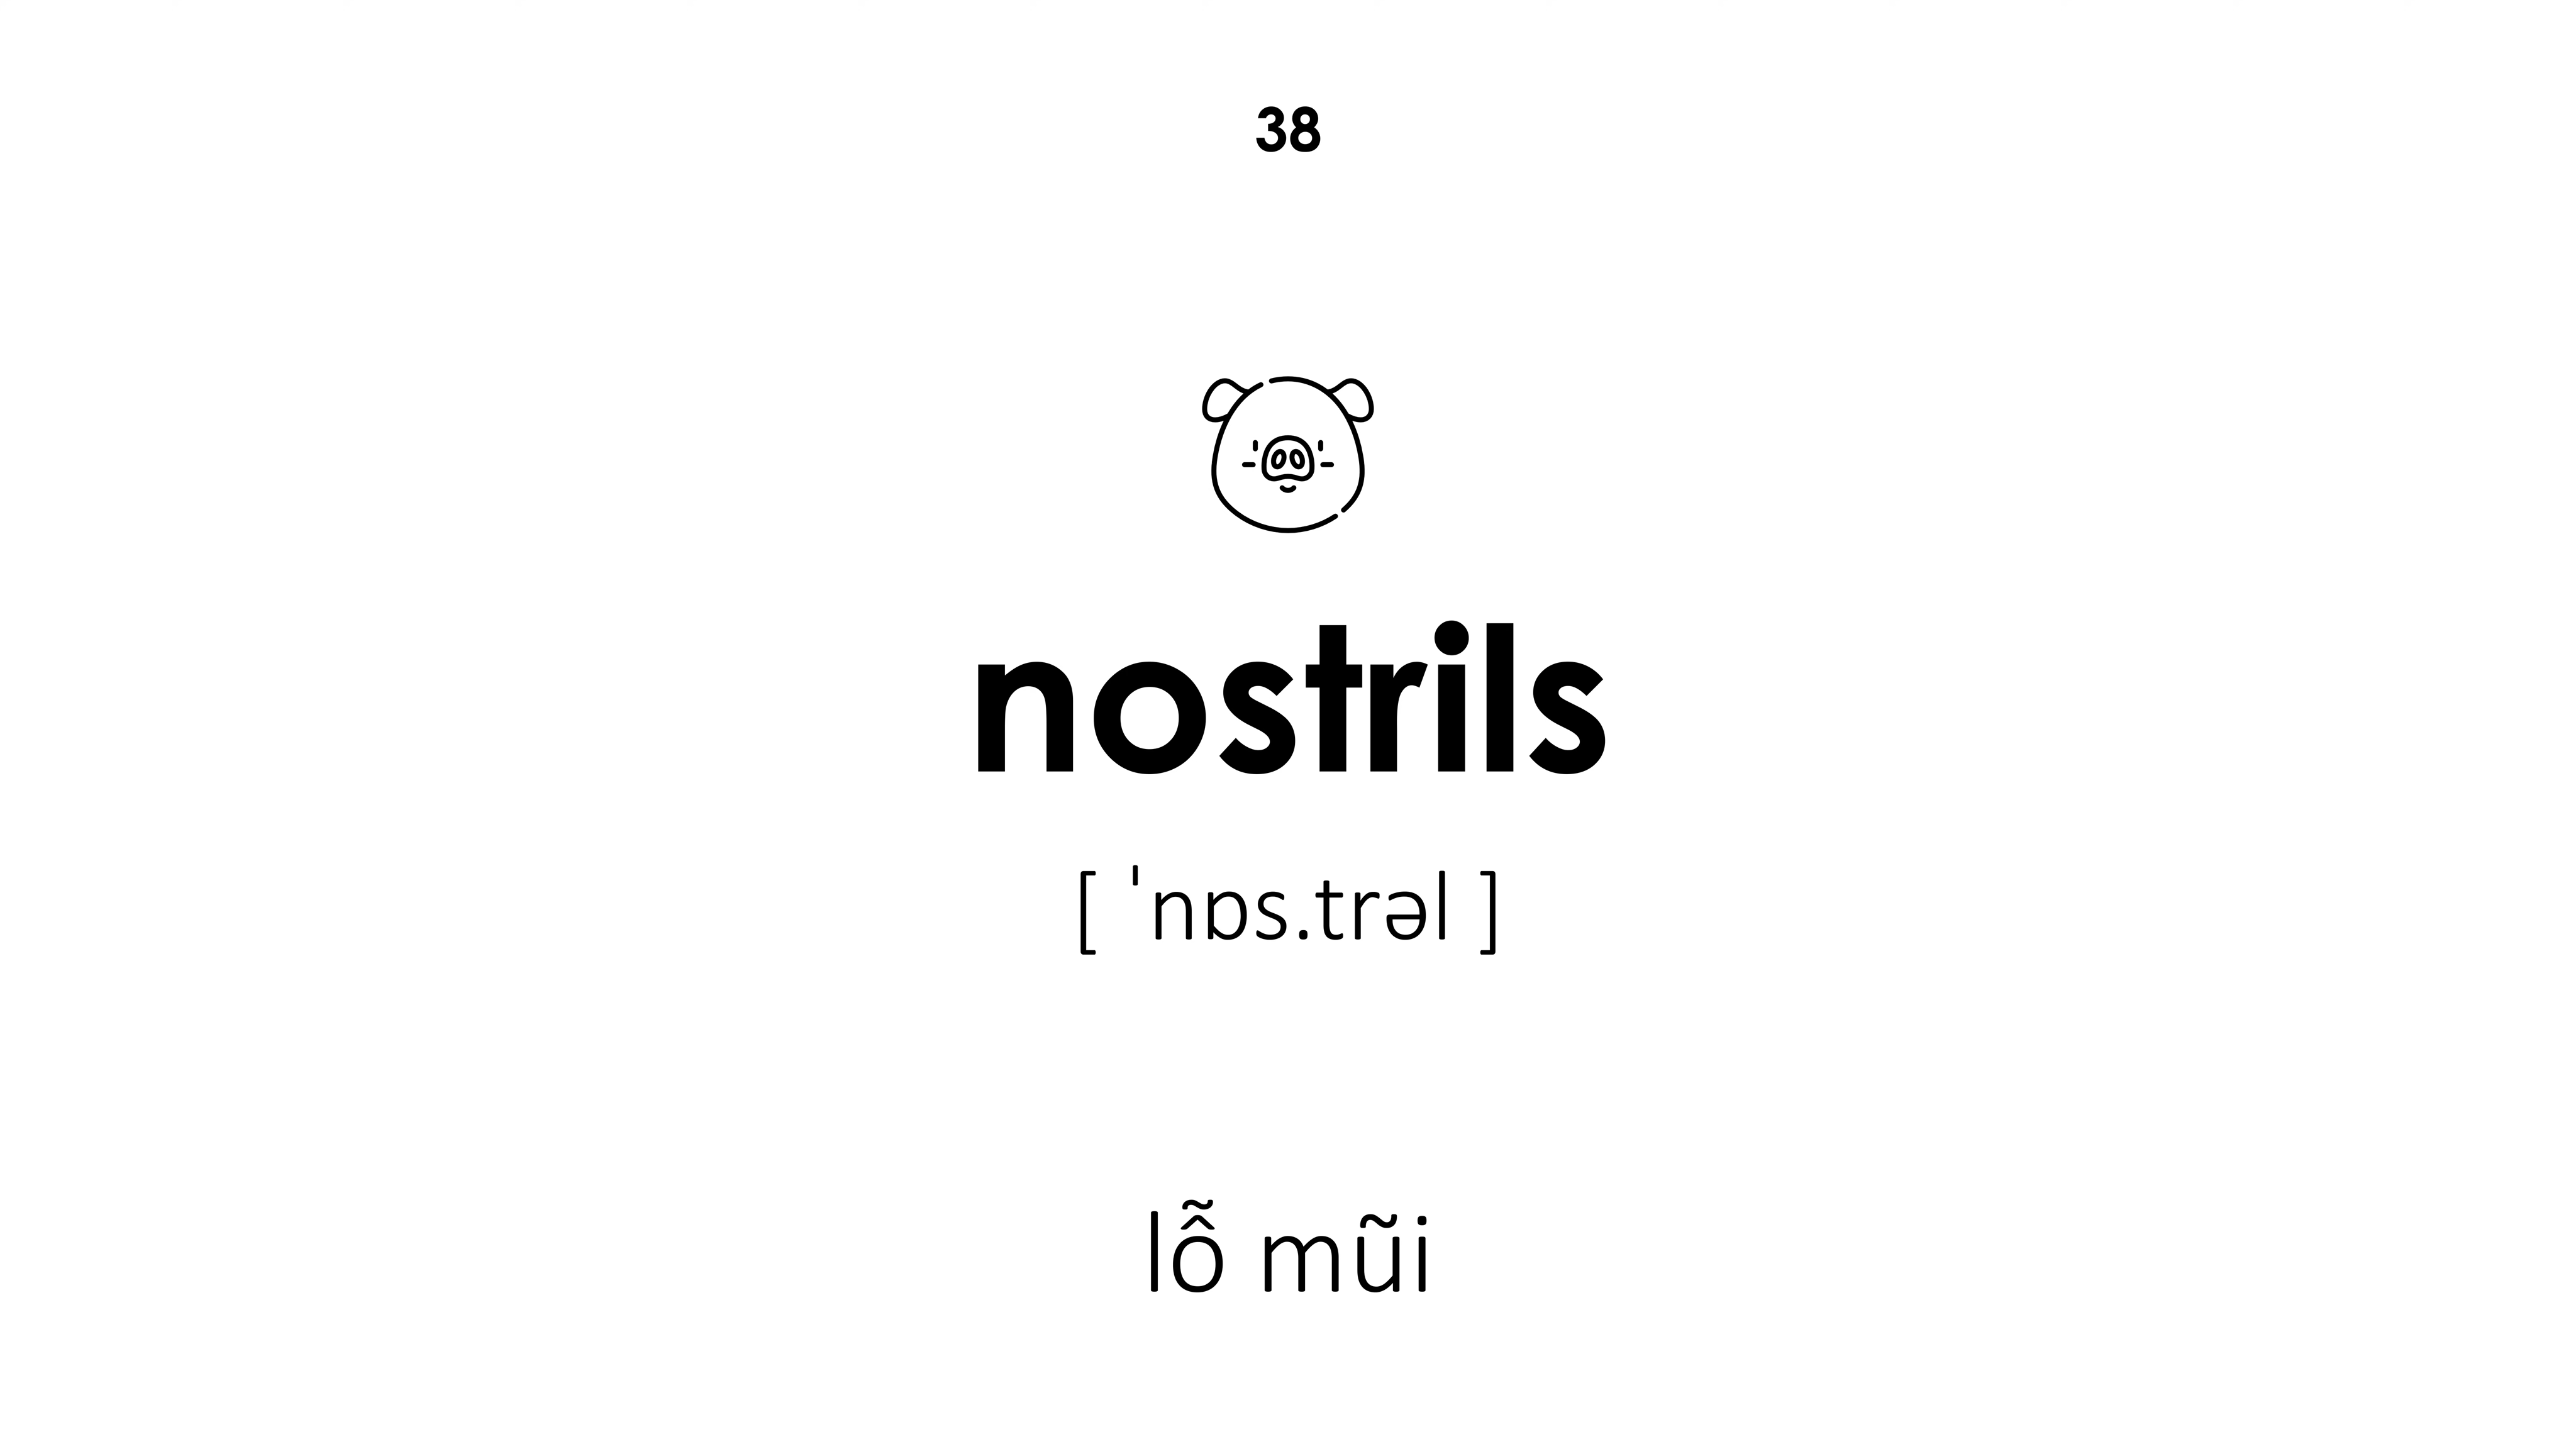 38
nostrils
[ ˈnɒs.trəl ]
lỗ mũi